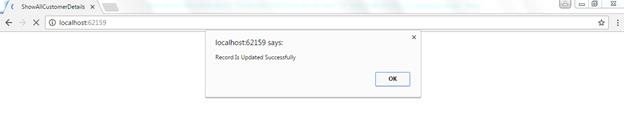 ShowAllCustomerDetails
localhost:62159
localhost:62159 says:
Record Is Updated Successfully
OK